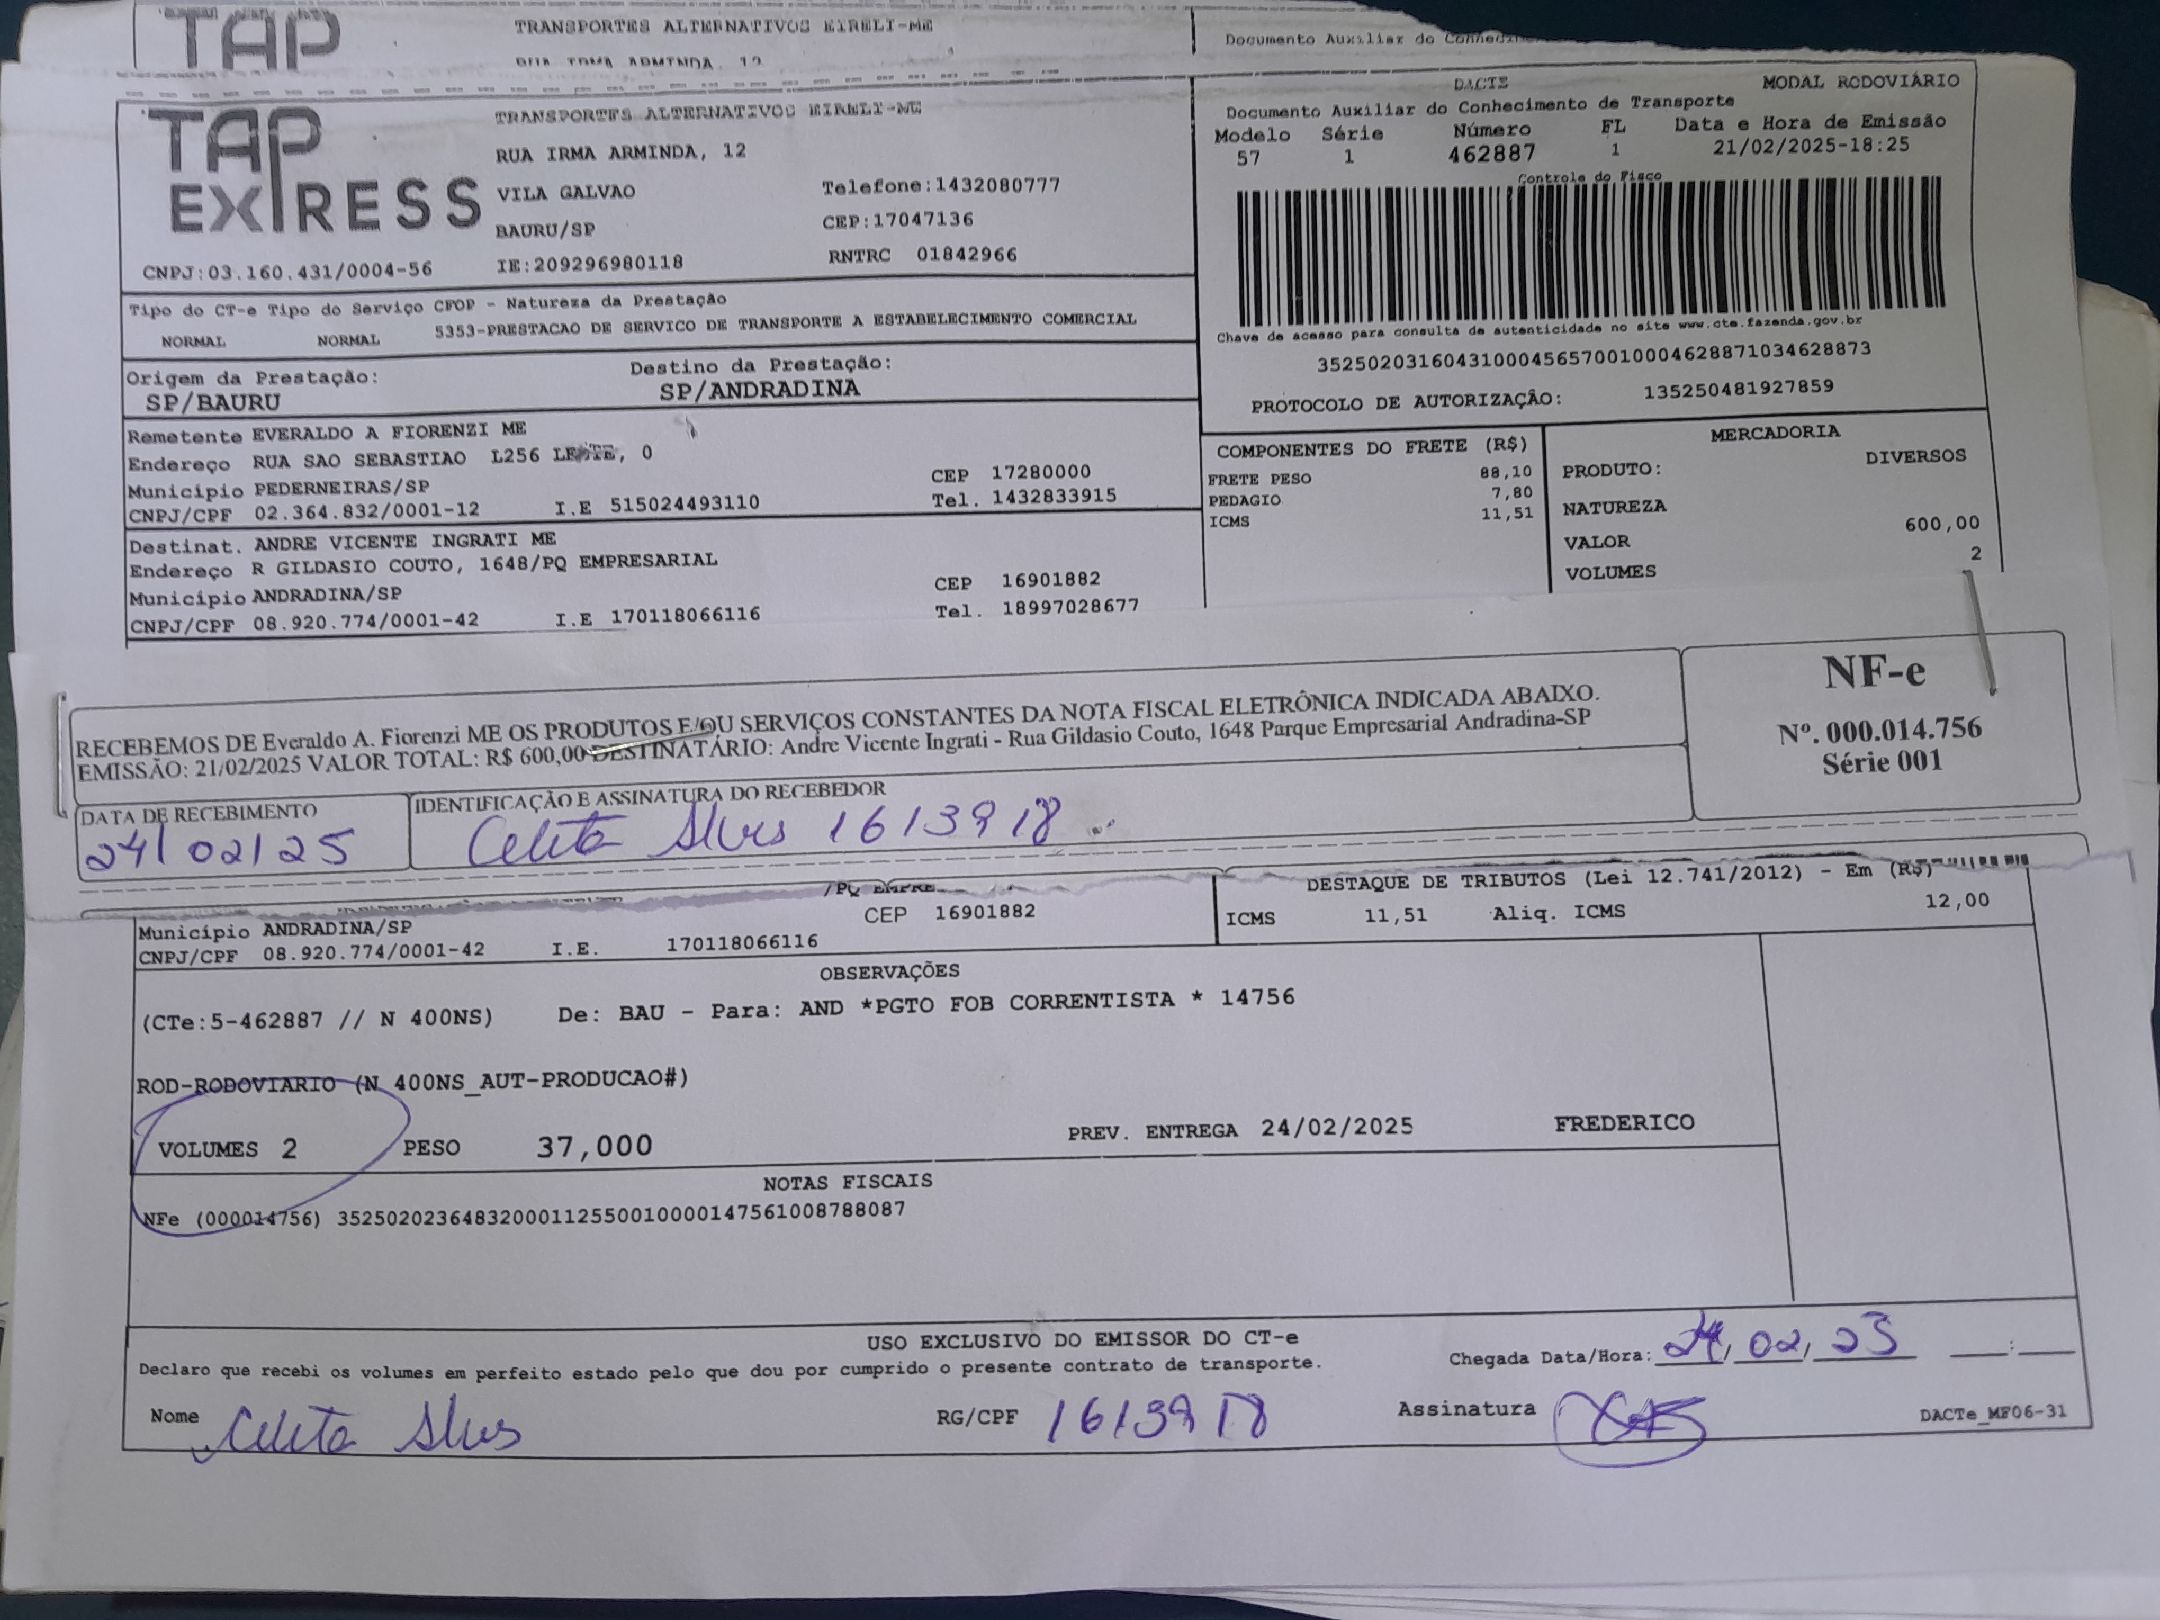 TAP
TRANSPORTES ALTERNATIVOS EIRELI-ME
RUA IRMA ARMINDA, 12
Documento Auxiliar do
TAP EXPRESS
TRANSPORTES ALTERNATIVOS EIRELI-ME
RUA IRMA ARMINDA, 12
VILA GALVAO Telefone:1432080777
BAURU/SP CEP:17047136
CNPJ:03.160.431/0004-56 IE:209296980118 RNTRC 01842966
DACTE MODAL RODOVIÁRIO
Documento Auxiliar do Conhecimento de Transporte
Modelo Série Número FL Data e Hora de Emissão
57 1 462887 1 21/02/2025-18:25
Controle do Fisco
Chave de acesso para consulta de autenticidade no site www.cte.fazenda.gov.br
35250203160431000456570010004628871034628873
PROTOCOLO DE AUTORIZAÇÃO: 135250481927859
Tipo do CT-e Tipo do Serviço CFOP - Natureza da Prestação
NORMAL NORMAL 5353-PRESTACAO DE SERVICO DE TRANSPORTE A ESTABELECIMENTO COMERCIAL
Origem da Prestação: Destino da Prestação:
SP/BAURU SP/ANDRADINA
Remetente EVERALDO A FIORENZI ME
Endereço RUA SAO SEBASTIAO L256 LESTE, 0
Município PEDERNEIRAS/SP CEP 17280000
CNPJ/CPF 02.364.832/0001-12 I.E 515024493110 Tel. 1432833915
Destinat. ANDRE VICENTE INGRATI ME
Endereço R GILDASIO COUTO, 1648/PQ EMPRESARIAL
Município ANDRADINA/SP CEP 16901882
CNPJ/CPF 08.920.774/0001-42 I.E 170118066116 Tel. 18997028677
COMPONENTES DO FRETE (R$)
FRETE PESO 88,10
PEDAGIO 7,80
ICMS 11,51
MERCADORIA
PRODUTO: DIVERSOS
NATUREZA
VALOR 600,00
VOLUMES 2
RECEBEMOS DE Everaldo A. Fiorenzi ME OS PRODUTOS E/OU SERVIÇOS CONSTANTES DA NOTA FISCAL ELETRÔNICA INDICADA ABAIXO.
EMISSÃO: 21/02/2025 VALOR TOTAL: R$ 600,00 DESTINATÁRIO: Andre Vicente Ingrati - Rua Gildasio Couto, 1648 Parque Empresarial Andradina-SP
NF-e
Nº. 000.014.756
Série 001
DATA DE RECEBIMENTO IDENTIFICAÇÃO E ASSINATURA DO RECEBEDOR
24/02/25 Alves 1613918
/PQ EMPRE
CEP 16901882
Município ANDRADINA/SP
CNPJ/CPF 08.920.774/0001-42 I.E. 170118066116
DESTAQUE DE TRIBUTOS (Lei 12.741/2012) - Em (R$)
ICMS 11,51 Aliq. ICMS 12,00
OBSERVAÇÕES
(CTe:5-462887 // N 400NS) De: BAU - Para: AND *PGTO FOB CORRENTISTA * 14756
ROD-RODOVIARIO (N 400NS_AUT-PRODUCAO#)
VOLUMES 2 PESO 37,000 PREV. ENTREGA 24/02/2025 FREDERICO
NOTAS FISCAIS
NFe (000014756) 35250202364832000112550010000147561008788087
USO EXCLUSIVO DO EMISSOR DO CT-e
Declaro que recebi os volumes em perfeito estado pelo que dou por cumprido o presente contrato de transporte.
Chegada Data/Hora: 24/02/25 __:__
Nome Alves RG/CPF 1613918 Assinatura
DACTe_MF06-31